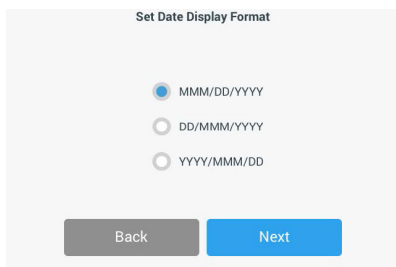 Set Date Display Format
MMM/DD/YYYY
DD/MMM/YYYY
YYYY/MMM/DD
Back Next